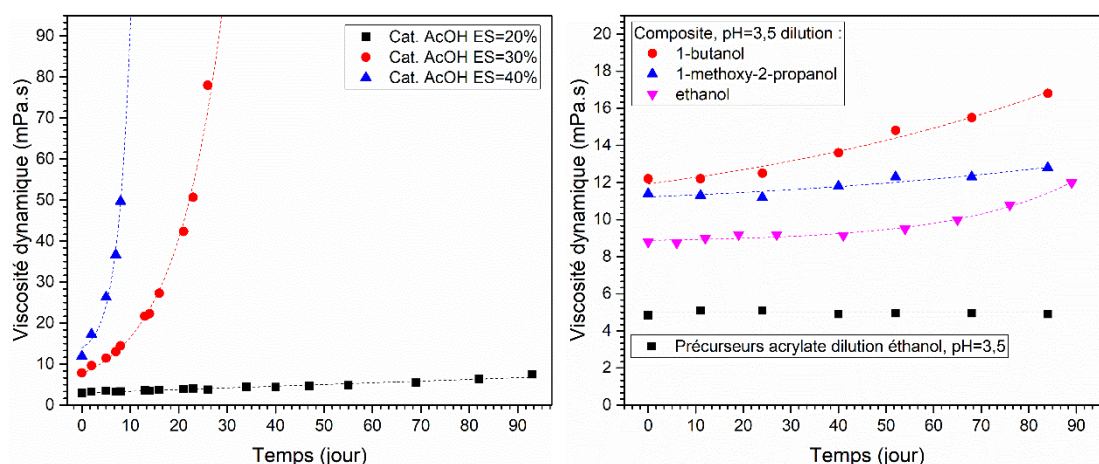 Viscosité dynamique (mPa.s)
90
80
70
60
50
40
30
20
10
0
Cat. AcOH ES=20%
Cat. AcOH ES=30%
Cat. AcOH ES=40%
0 10 20 30 40 50 60 70 80 90
Temps (jour)
Viscosité dynamique (mPa.s)
20
18
16
14
12
10
8
6
4
2
0
Composite, pH=3,5 dilution :
1-butanol
1-methoxy-2-propanol
ethanol
Précurseurs acrylate dilution éthanol, pH=3,5
0 10 20 30 40 50 60 70 80 90
Temps (jour)